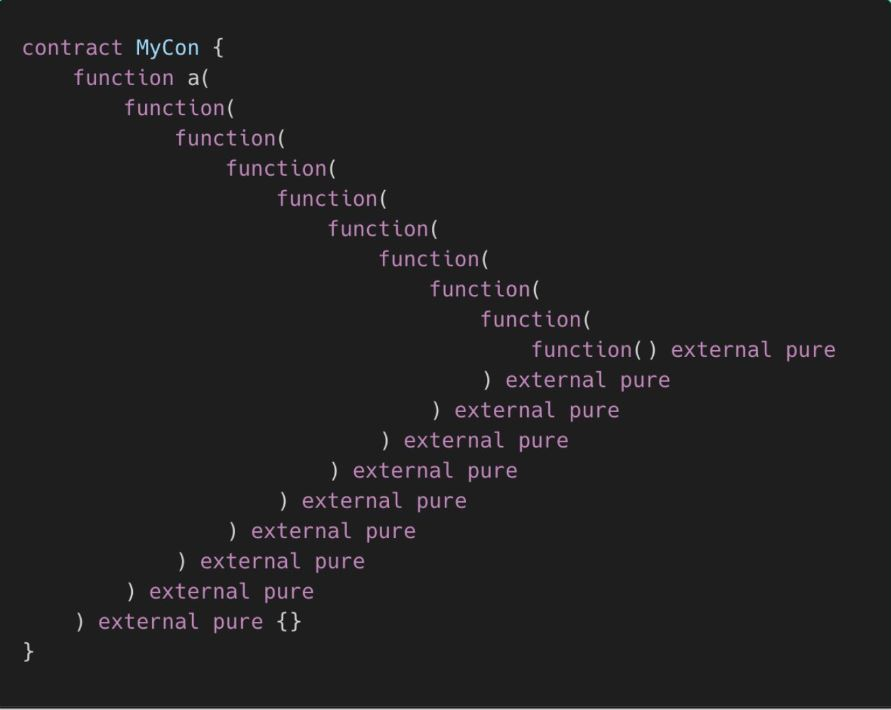 contract MyCon {
    function a(
        function(
            function(
                function(
                    function(
                        function(
                            function(
                                function(
                                    function(
                                        function() external pure
                                    ) external pure
                                ) external pure
                            ) external pure
                        ) external pure
                    ) external pure
                ) external pure
            ) external pure
        ) external pure
    ) external pure {}
}